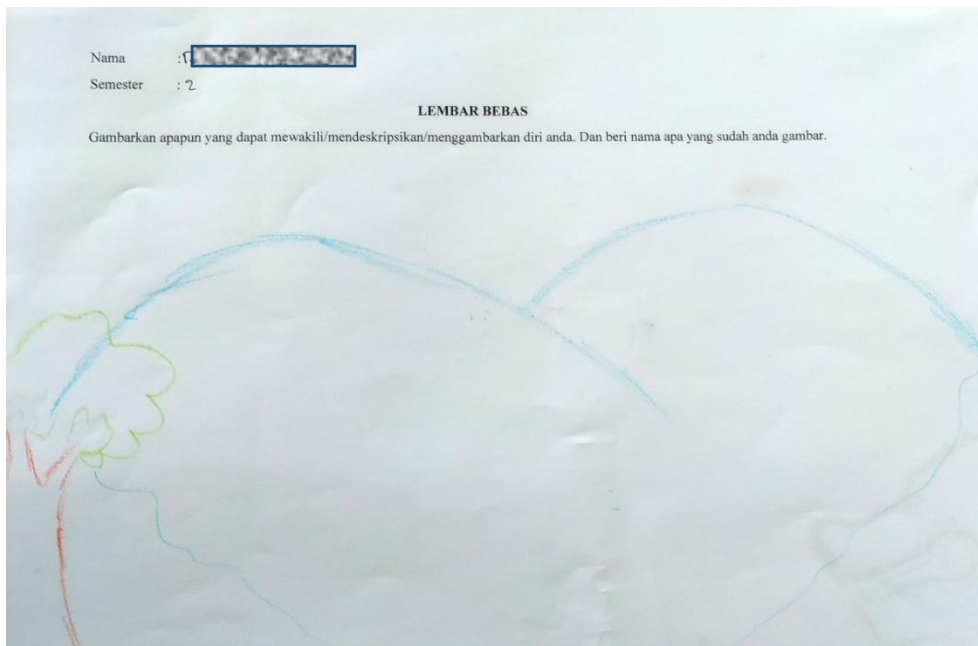 Nama :
Semester : 2
LEMBAR BEBAS
Gambarkan apapun yang dapat mewakili/mendeskripsikan/menggambarkan diri anda. Dan beri nama apa yang sudah anda gambar.